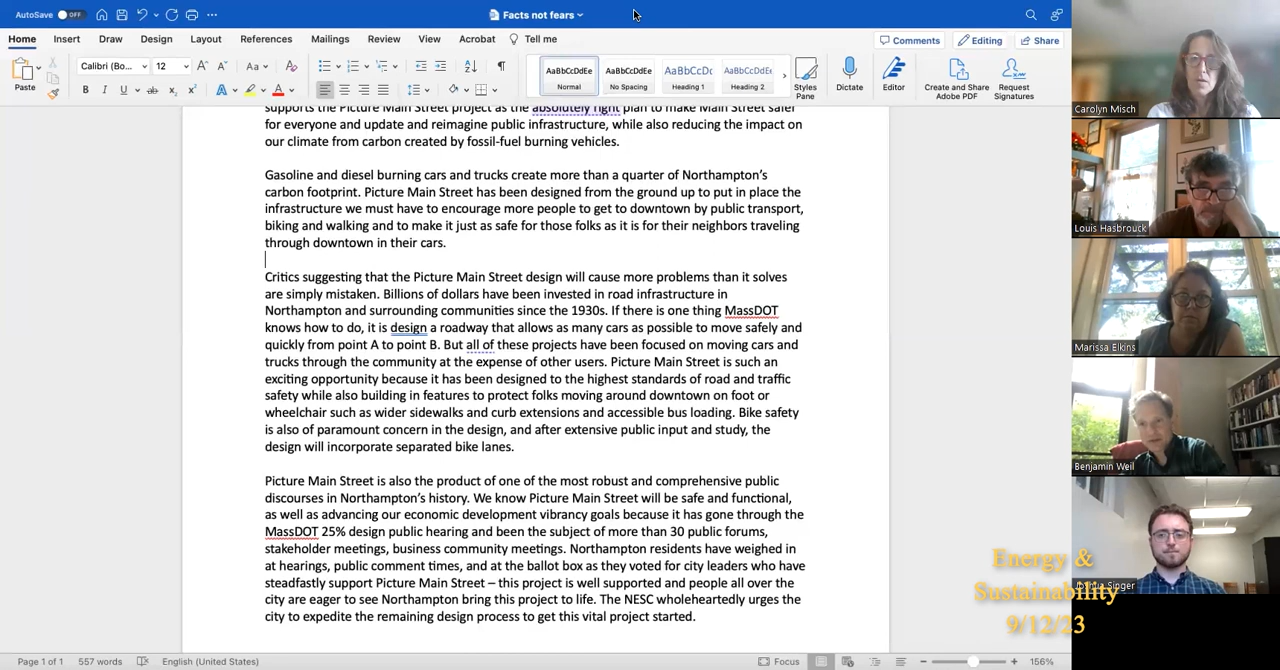 AutoSave OFF
Facts not fears
Home Insert Draw Design Layout References Mailings Review View Acrobat Tell me
Comments Editing Share
Paste
Calibri (Bo... 12
AaBbCcDdEe
Normal
AaBbCcDdEe
No Spacing
AaBbCcDc
Heading 1
AaBbCcDdEe
Heading 2
Styles Pane
Dictate
Editor
Create and Share Adobe PDF
Request Signatures
supports the Picture Main Street project as the absolutely right plan to make Main Street safer
for everyone and update and reimagine public infrastructure, while also reducing the impact on
our climate from carbon created by fossil-fuel burning vehicles.
Gasoline and diesel burning cars and trucks create more than a quarter of Northampton's
carbon footprint. Picture Main Street has been designed from the ground up to put in place the
infrastructure we must have to encourage more people to get to downtown by public transport,
biking and walking and to make it just as safe for those folks as it is for their neighbors traveling
through downtown in their cars.
Critics suggesting that the Picture Main Street design will cause more problems than it solves
are simply mistaken. Billions of dollars have been invested in road infrastructure in
Northampton and surrounding communities since the 1930s. If there is one thing MassDOT
knows how to do, it is design a roadway that allows as many cars as possible to move safely and
quickly from point A to point B. But all of these projects have been focused on moving cars and
trucks through the community at the expense of other users. Picture Main Street is such an
exciting opportunity because it has been designed to the highest standards of road and traffic
safety while also building in features to protect folks moving around downtown on foot or
wheelchair such as wider sidewalks and curb extensions and accessible bus loading. Bike safety
is also of paramount concern in the design, and after extensive public input and study, the
design will incorporate separated bike lanes.
Picture Main Street is also the product of one of the most robust and comprehensive public
discourses in Northampton's history. We know Picture Main Street will be safe and functional,
as well as advancing our economic development vibrancy goals because it has gone through the
MassDOT 25% design public hearing and been the subject of more than 30 public forums,
stakeholder meetings, business community meetings. Northampton residents have weighed in
at hearings, public comment times, and at the ballot box as they voted for city leaders who have
steadfastly support Picture Main Street – this project is well supported and people all over the
city are eager to see Northampton bring this project to life. The NESC wholeheartedly urges the
city to expedite the remaining design process to get this vital project started.
Page 1 of 1 557 words English (United States) Focus 156%
Carolyn Misch
Louis Hasbrouck
Marissa Elkins
Benjamin Weil
Joshua Singer
Energy &
Sustainability
9/12/23